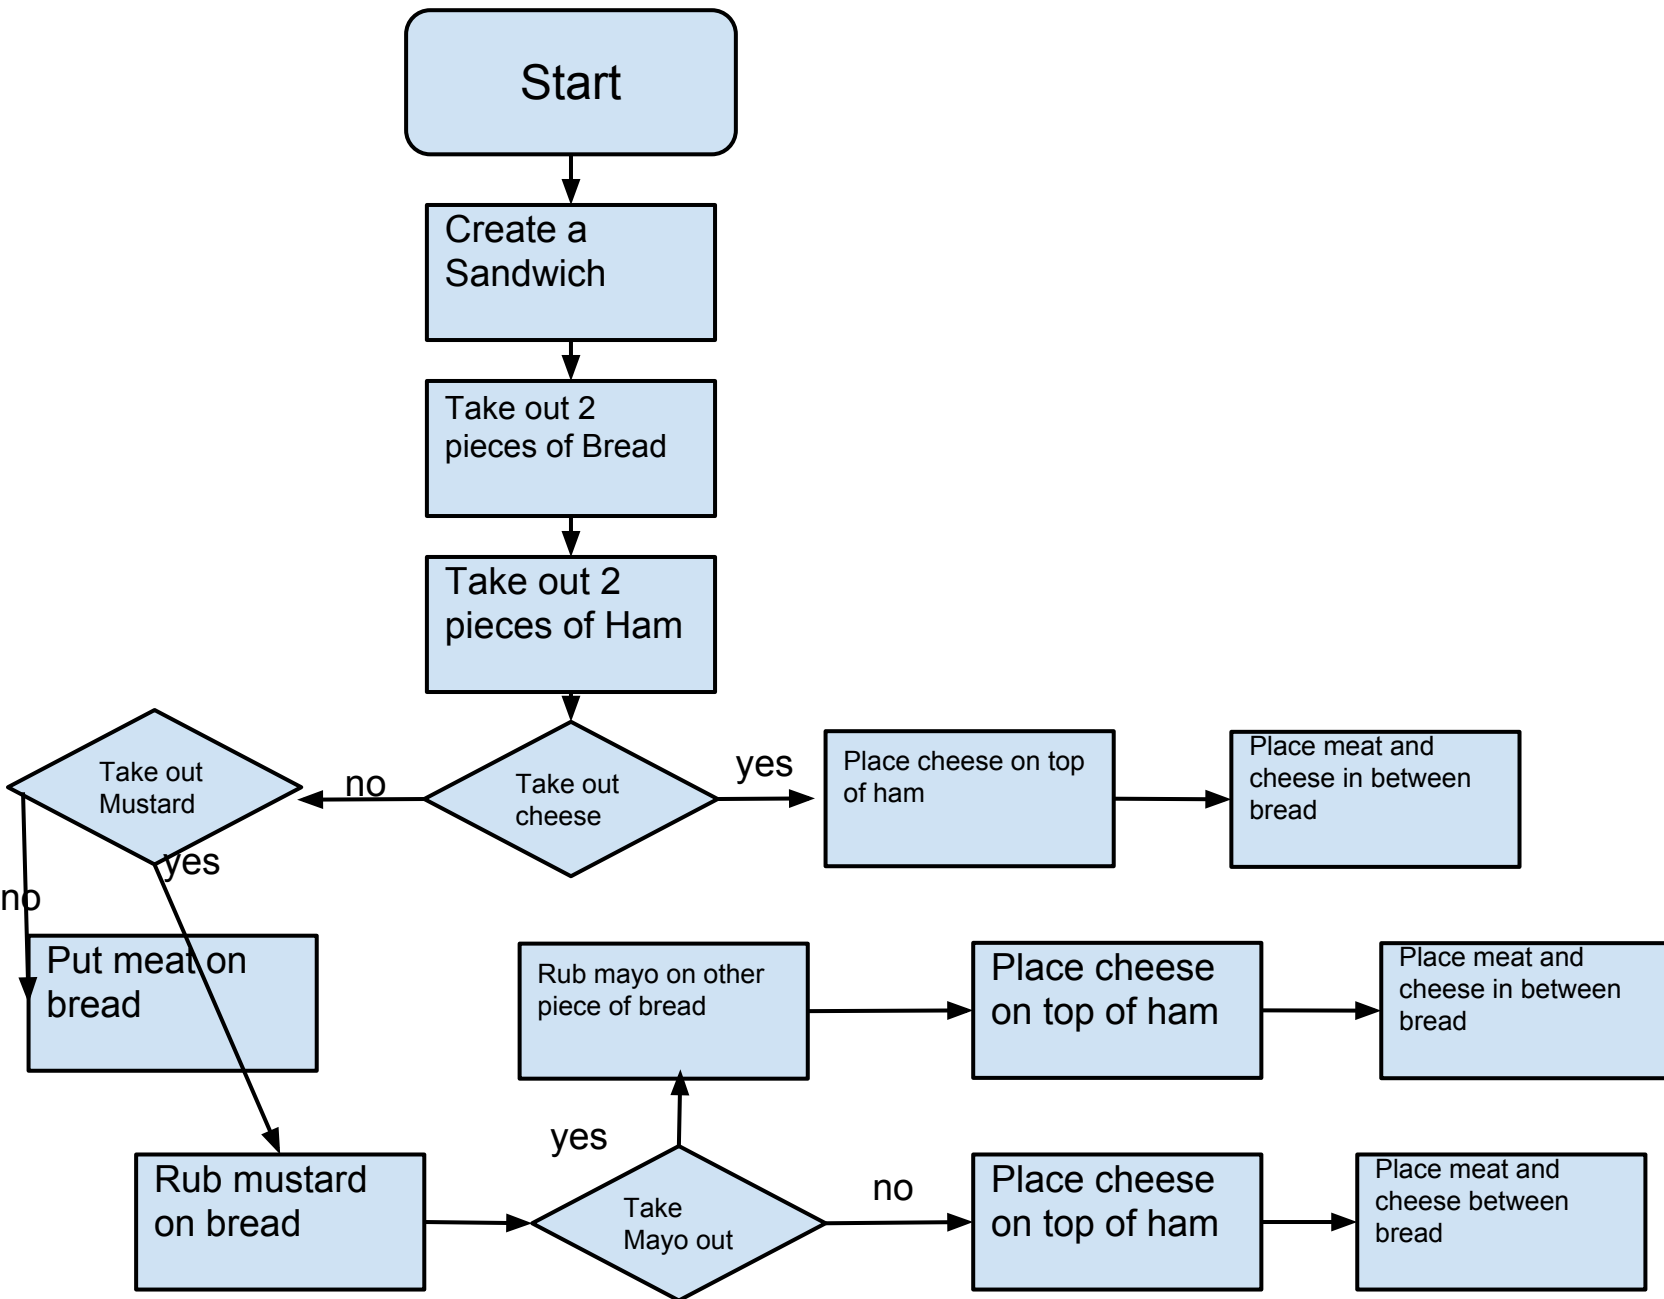 Start
Create a
Sandwich
Take out 2
pieces of Bread
Take out 2
pieces of Ham
Take out
Mustard
no
Take out
cheese
yes
Place cheese on top
of ham
Place meat and
cheese in between
bread
yes
no
Put meat on
bread
Rub mayo on other
piece of bread
Place cheese
on top of ham
Place meat and
cheese in between
bread
yes
Rub mustard
on bread
Take
Mayo out
no
Place cheese
on top of ham
Place meat and
cheese between
bread